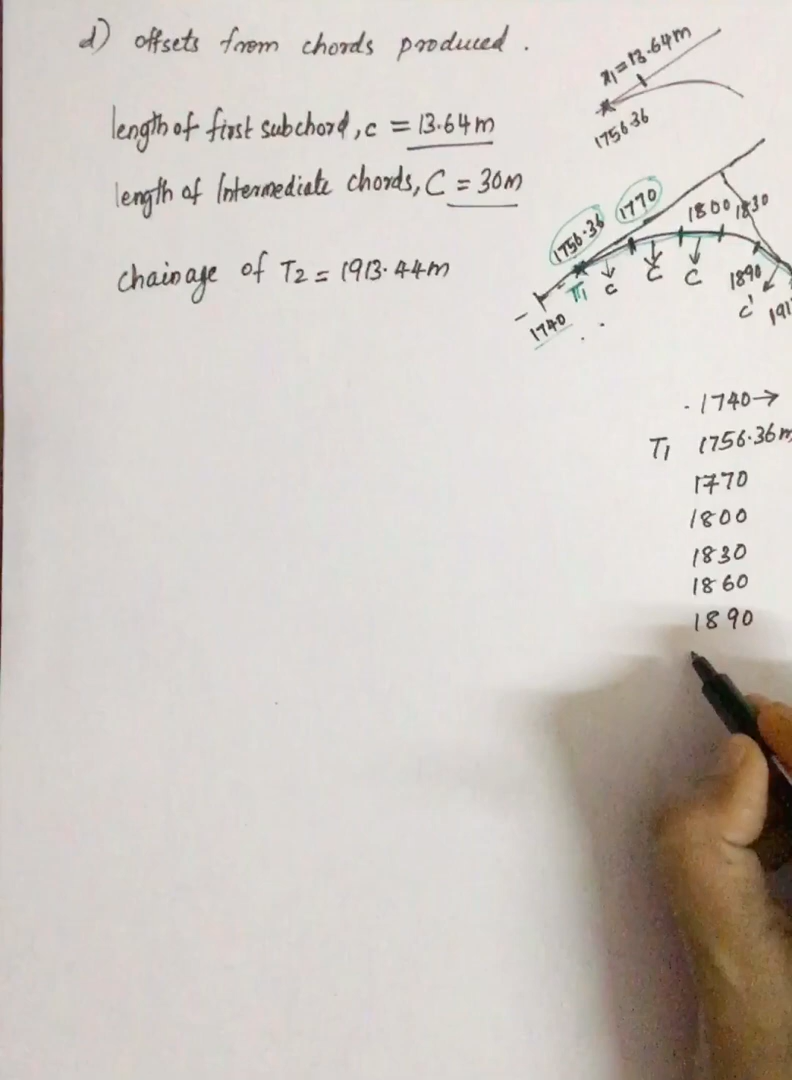 d) offsets from chords produced.
x1 = 13.64m
1756.36
length of first subchord, c = 13.64m
length of Intermediate chords, C = 30m
1756.36 1770 1800 1830
chainage of T2 = 1913.44m
T1 c C C 1890
1740 c'
1740→
T1 1756.36m
1770
1800
1830
1860
1890